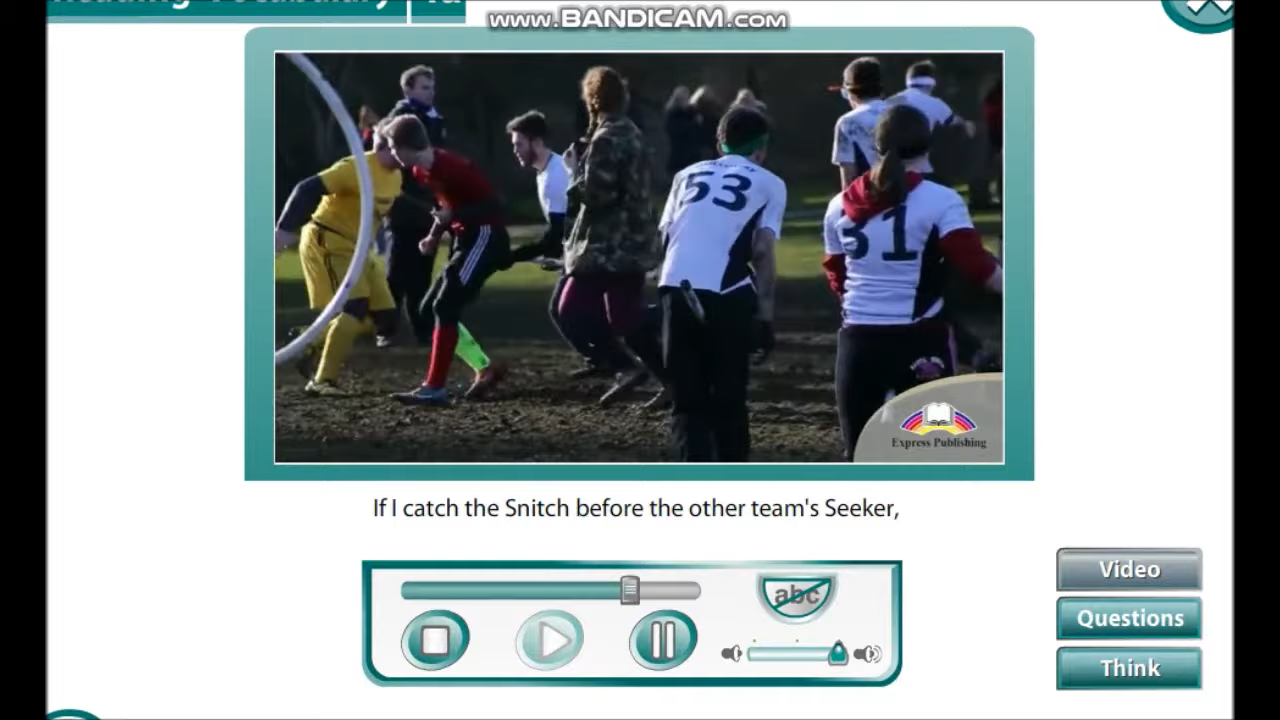 WWW.BANDICAM.COM
53
31
Express Publishing
If I catch the Snitch before the other team's Seeker,
abc
Video
Questions
Think